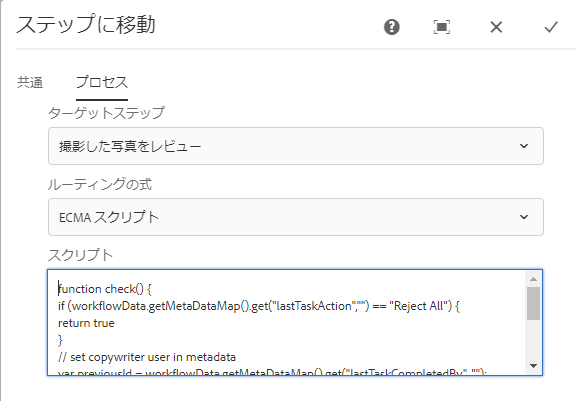 ステップに移動
共通 プロセス
ターゲットステップ
撮影した写真をレビュー
ルーティングの式
ECMA スクリプト
スクリプト
function check() {
if (workflowData.getMetaDataMap().get("lastTaskAction","") == "Reject All") {
return true
}
// set copywriter user in metadata
var previousId = workflowData.getMetaDataMap().get("lastTaskCompletedBy", "");